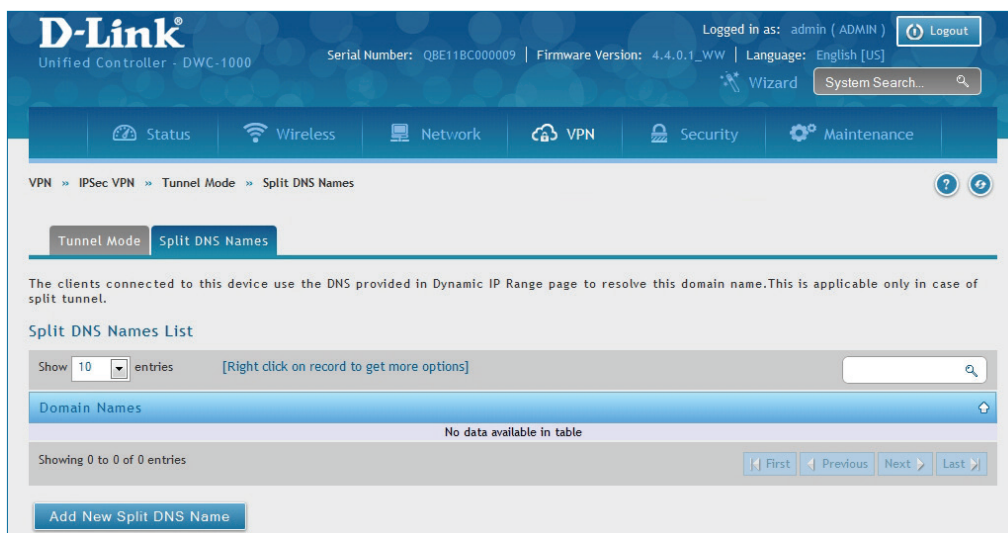 D-Link®
Unified Controller - DWC-1000
Logged in as: admin ( ADMIN ) Logout
Serial Number: QBE11BC000009 | Firmware Version: 4.4.0.1_WW | Language: English [US]
Wizard System Search...
Status Wireless Network VPN Security Maintenance
VPN » IPSec VPN » Tunnel Mode » Split DNS Names ?
Tunnel Mode Split DNS Names
The clients connected to this device use the DNS provided in Dynamic IP Range page to resolve this domain name.This is applicable only in case of
split tunnel.
Split DNS Names List
Show 10 entries [Right click on record to get more options]
Domain Names
No data available in table
Showing 0 to 0 of 0 entries First Previous Next Last
Add New Split DNS Name